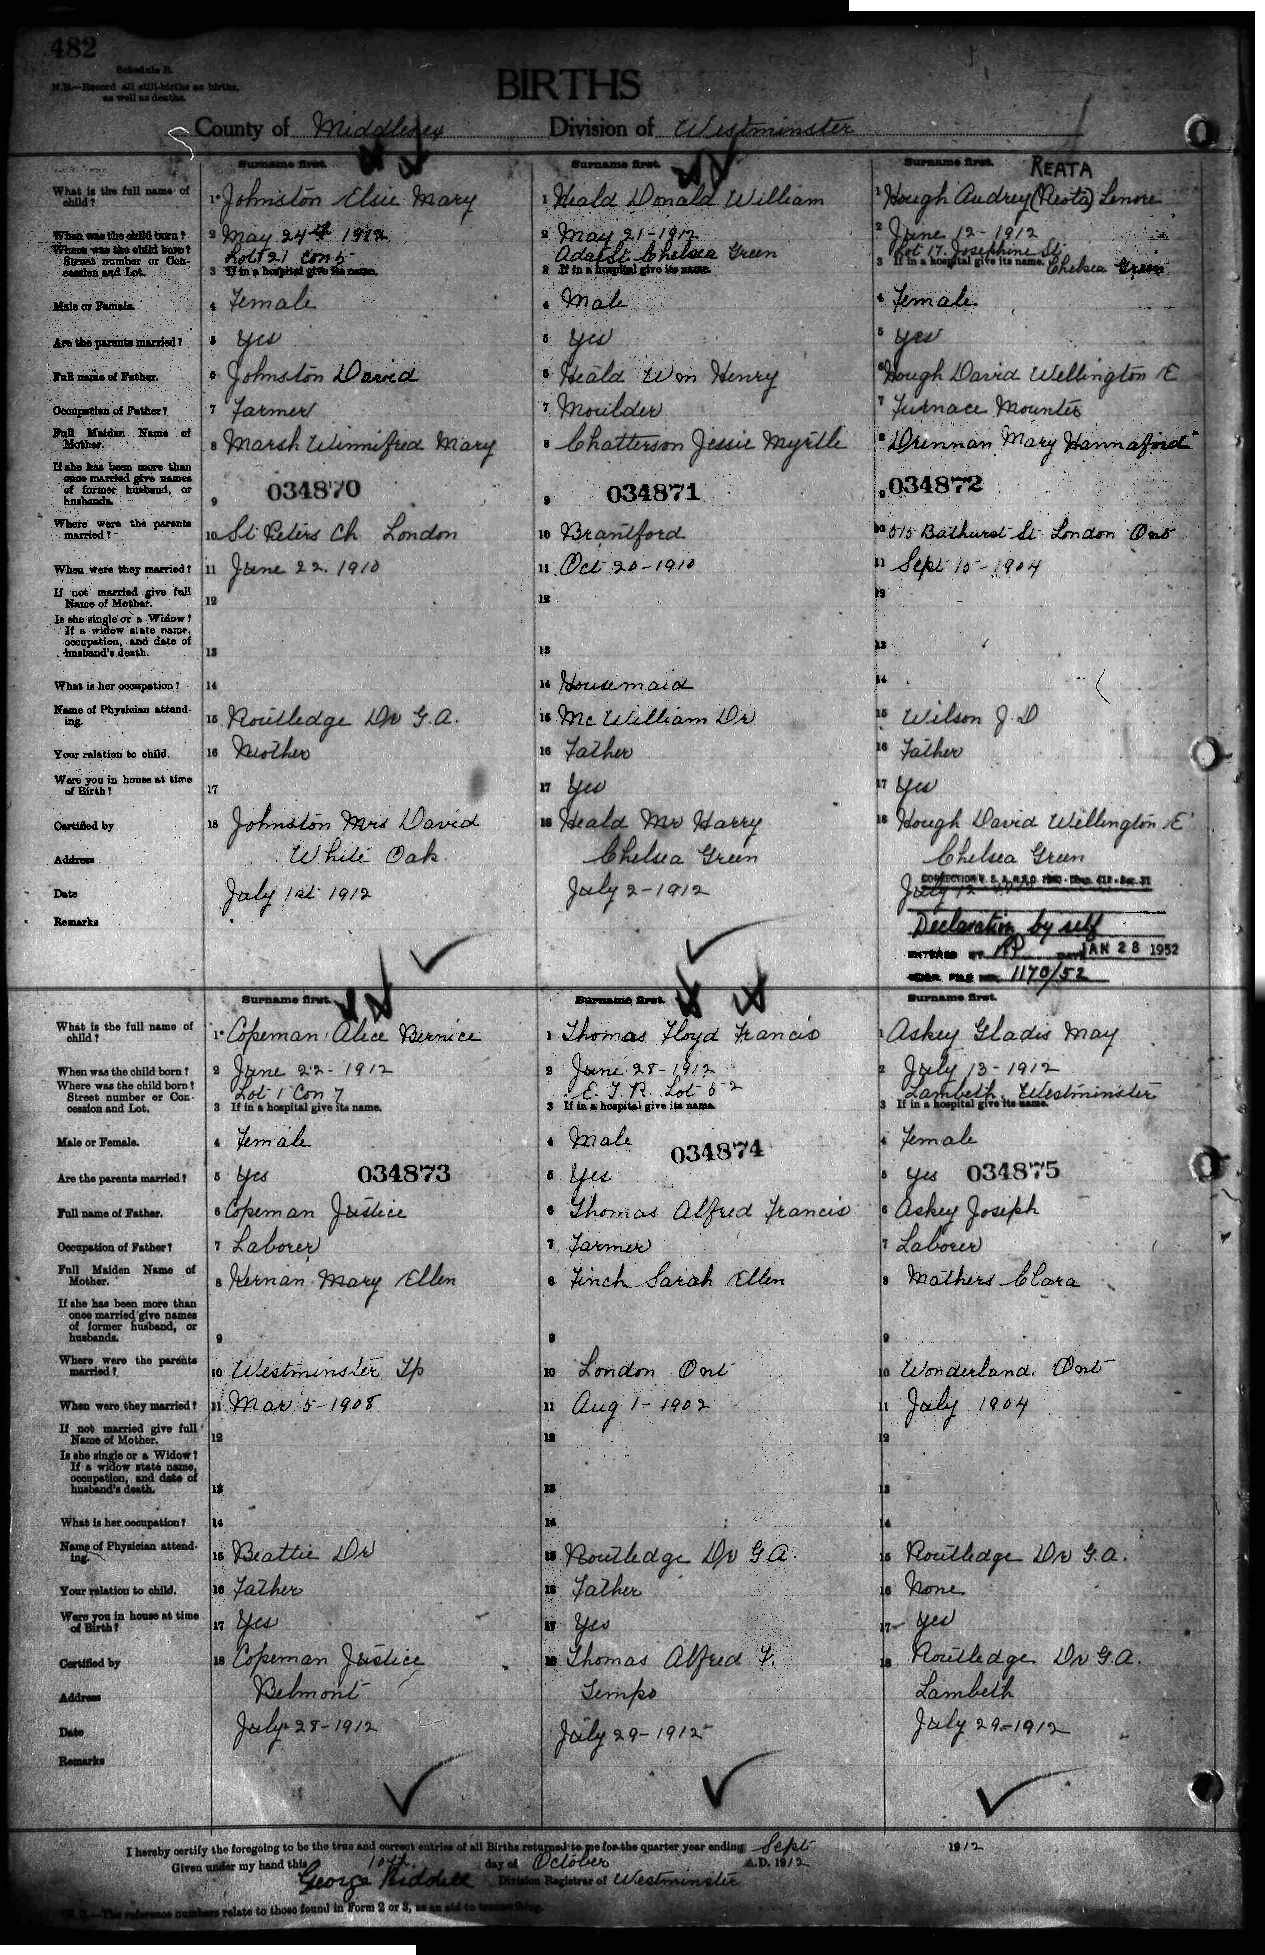 482
Schedule B.
N.B.—Record all still-births as births,
as well as deaths.
BIRTHS
County of Middlesex Division of Westminster
Surname first. Surname first. Surname first. REATA
What is the full name of child? 1 Johnston Elsie Mary 1 Heald Donald William 1 Hough Audrey (Reata) Lenore
When was the child born? 2 May 24th 1912 2 May 21-1912 2 June 12-1912
Where was the child born? Lot 21 Con 5 Ada St. Chelsea Green Lot 17 Josephine St.
Street number or Concession and Lot. 3 If in a hospital give its name. 3 If in a hospital give its name. 3 If in a hospital give its name. Chelsea Green
Male or Female. 4 Female 4 Male 4 Female
Are the parents married? 5 Yes 5 Yes 5 Yes
Full name of Father. 6 Johnston David 6 Heald Wm Henry 6 Hough David Wellington E
Occupation of Father? 7 Farmer 7 Moulder 7 Furnace Mounter
Full Maiden Name of Mother. 8 Marsh Winnifred Mary 8 Chatterson Jessie Myrtle 8 Drennan Mary Hannaford
If she has been more than once married give names of former husband, or husbands. 9 034870 9 034871 9 034872
Where were the parents married? 10 St Peters Ch London 10 Brantford 10 515 Bathurst St London Ont
When were they married? 11 June 22. 1910 11 Oct 20-1910 11 Sept 15-1904
If not married give full Name of Mother. 12 12 12
Is she single or a Widow? If a widow state name, occupation, and date of husband's death. 13 13 13
What is her occupation? 14 14 Housemaid 14
Name of Physician attending. 15 Routledge Dr G.A. 15 McWilliam Dr 15 Wilson J.D
Your relation to child. 16 Mother 16 Father 16 Father
Were you in house at time of Birth? 17 17 Yes 17 Yes
Certified by 18 Johnston Mrs David 18 Heald Mr Harry 18 Hough David Wellington E
Address White Oak Chelsea Green Chelsea Green
Date July 1st 1912 July 2-1912 July 12
Remarks Declaration by self
JAN 28 1952
1170/52
Surname first. Surname first. Surname first.
What is the full name of child? 1 Copeman Alice Bernice 1 Thomas Floyd Francis 1 Askey Gladis May
When was the child born? 2 June 22-1912 2 June 28-1912 2 July 13-1912
Where was the child born? Lot 1 Con 7 E.T.R. Lot 52 Lambeth Westminster
Street number or Concession and Lot. 3 If in a hospital give its name. 3 If in a hospital give its name. 3 If in a hospital give its name.
Male or Female. 4 Female 4 Male 4 Female
Are the parents married? 5 Yes 034873 5 Yes 034874 5 Yes 034875
Full name of Father. 6 Copeman Justice 6 Thomas Alfred Francis 6 Askey Joseph
Occupation of Father? 7 Laborer 7 Farmer 7 Laborer
Full Maiden Name of Mother. 8 Kernan Mary Ellen 8 Finch Sarah Ellen 8 Mathers Clara
If she has been more than once married give names of former husband, or husbands. 9 9 9
Where were the parents married? 10 Westminster Tp 10 London Ont 10 Wonderland Ont
When were they married? 11 Mar 5-1908 11 Aug 1-1902 11 July 1904
If not married give full Name of Mother. 12 12 12
Is she single or a Widow? If a widow state name, occupation, and date of husband's death. 13 13 13
What is her occupation? 14 14 14
Name of Physician attending. 15 Beattie Dr 15 Routledge Dr G.A. 15 Routledge Dr G.A.
Your relation to child. 16 Father 16 Father 16 None
Were you in house at time of Birth? 17 Yes 17 Yes 17 Yes
Certified by 18 Copeman Justice 18 Thomas Alfred F. 18 Routledge Dr G.A.
Address Belmont Tempo Lambeth
Date July 28-1912 July 29-1912 July 29-1912
Remarks
I hereby certify the foregoing to be the true and correct entries of all Births returned to me for the quarter year ending Sept 1912
Given under my hand this 10th day of October A.D. 1912
George Riddell Division Registrar of Westminster
N.B.—The reference numbers relate to those found in Form 2 or 3, as an aid to transcribing.